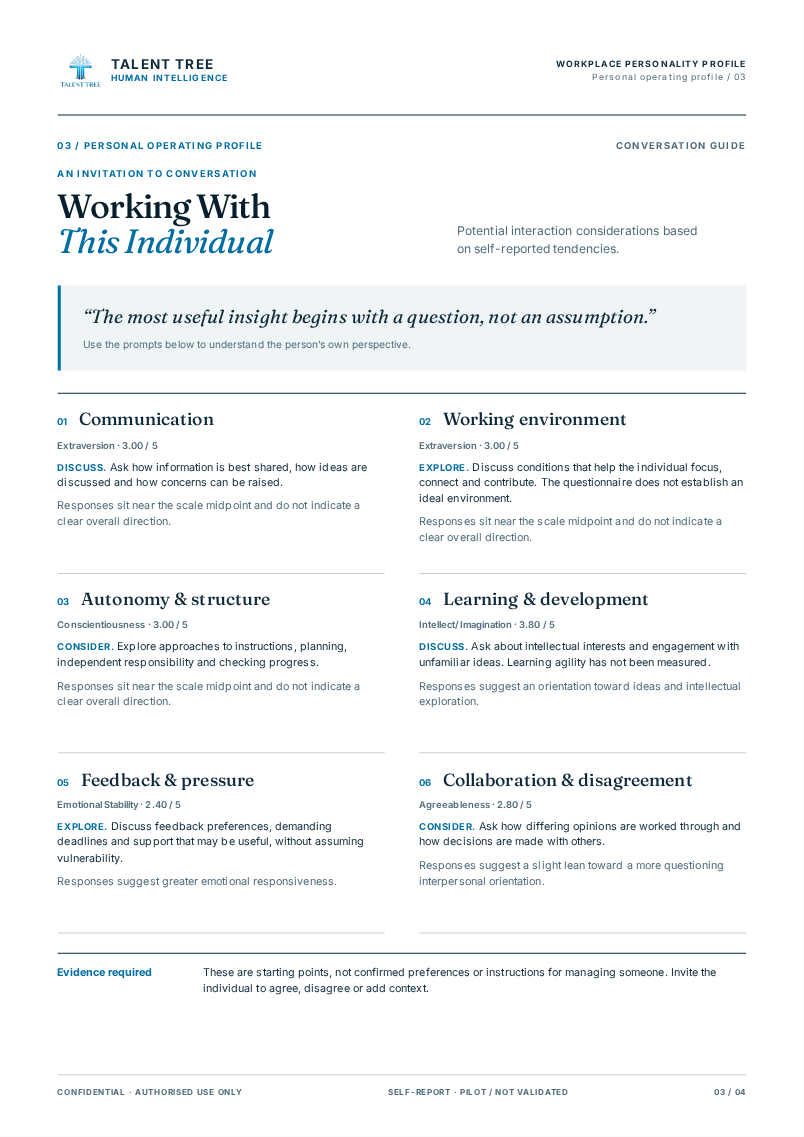 TALENT TREE
TALENT TREE
HUMAN INTELLIGENCE
WORKPLACE PERSONALITY PROFILE
Personal operating profile / 03
03 / PERSONAL OPERATING PROFILE
CONVERSATION GUIDE
AN INVITATION TO CONVERSATION
Working With
This Individual
Potential interaction considerations based
on self-reported tendencies.
“The most useful insight begins with a question, not an assumption.”
Use the prompts below to understand the person's own perspective.
01 Communication
Extraversion · 3.00 / 5
DISCUSS. Ask how information is best shared, how ideas are
discussed and how concerns can be raised.
Responses sit near the scale midpoint and do not indicate a
clear overall direction.
02 Working environment
Extraversion · 3.00 / 5
EXPLORE. Discuss conditions that help the individual focus,
connect and contribute. The questionnaire does not establish an
ideal environment.
Responses sit near the scale midpoint and do not indicate a
clear overall direction.
03 Autonomy & structure
Conscientiousness · 3.00 / 5
CONSIDER. Explore approaches to instructions, planning,
independent responsibility and checking progress.
Responses sit near the scale midpoint and do not indicate a
clear overall direction.
04 Learning & development
Intellect/Imagination · 3.80 / 5
DISCUSS. Ask about intellectual interests and engagement with
unfamiliar ideas. Learning agility has not been measured.
Responses suggest an orientation toward ideas and intellectual
exploration.
05 Feedback & pressure
Emotional Stability · 2.40 / 5
EXPLORE. Discuss feedback preferences, demanding
deadlines and support that may be useful, without assuming
vulnerability.
Responses suggest greater emotional responsiveness.
06 Collaboration & disagreement
Agreeableness · 2.80 / 5
CONSIDER. Ask how differing opinions are worked through and
how decisions are made with others.
Responses suggest a slight lean toward a more questioning
interpersonal orientation.
Evidence required
These are starting points, not confirmed preferences or instructions for managing someone. Invite the
individual to agree, disagree or add context.
CONFIDENTIAL · AUTHORISED USE ONLY
SELF-REPORT · PILOT / NOT VALIDATED
03 / 04